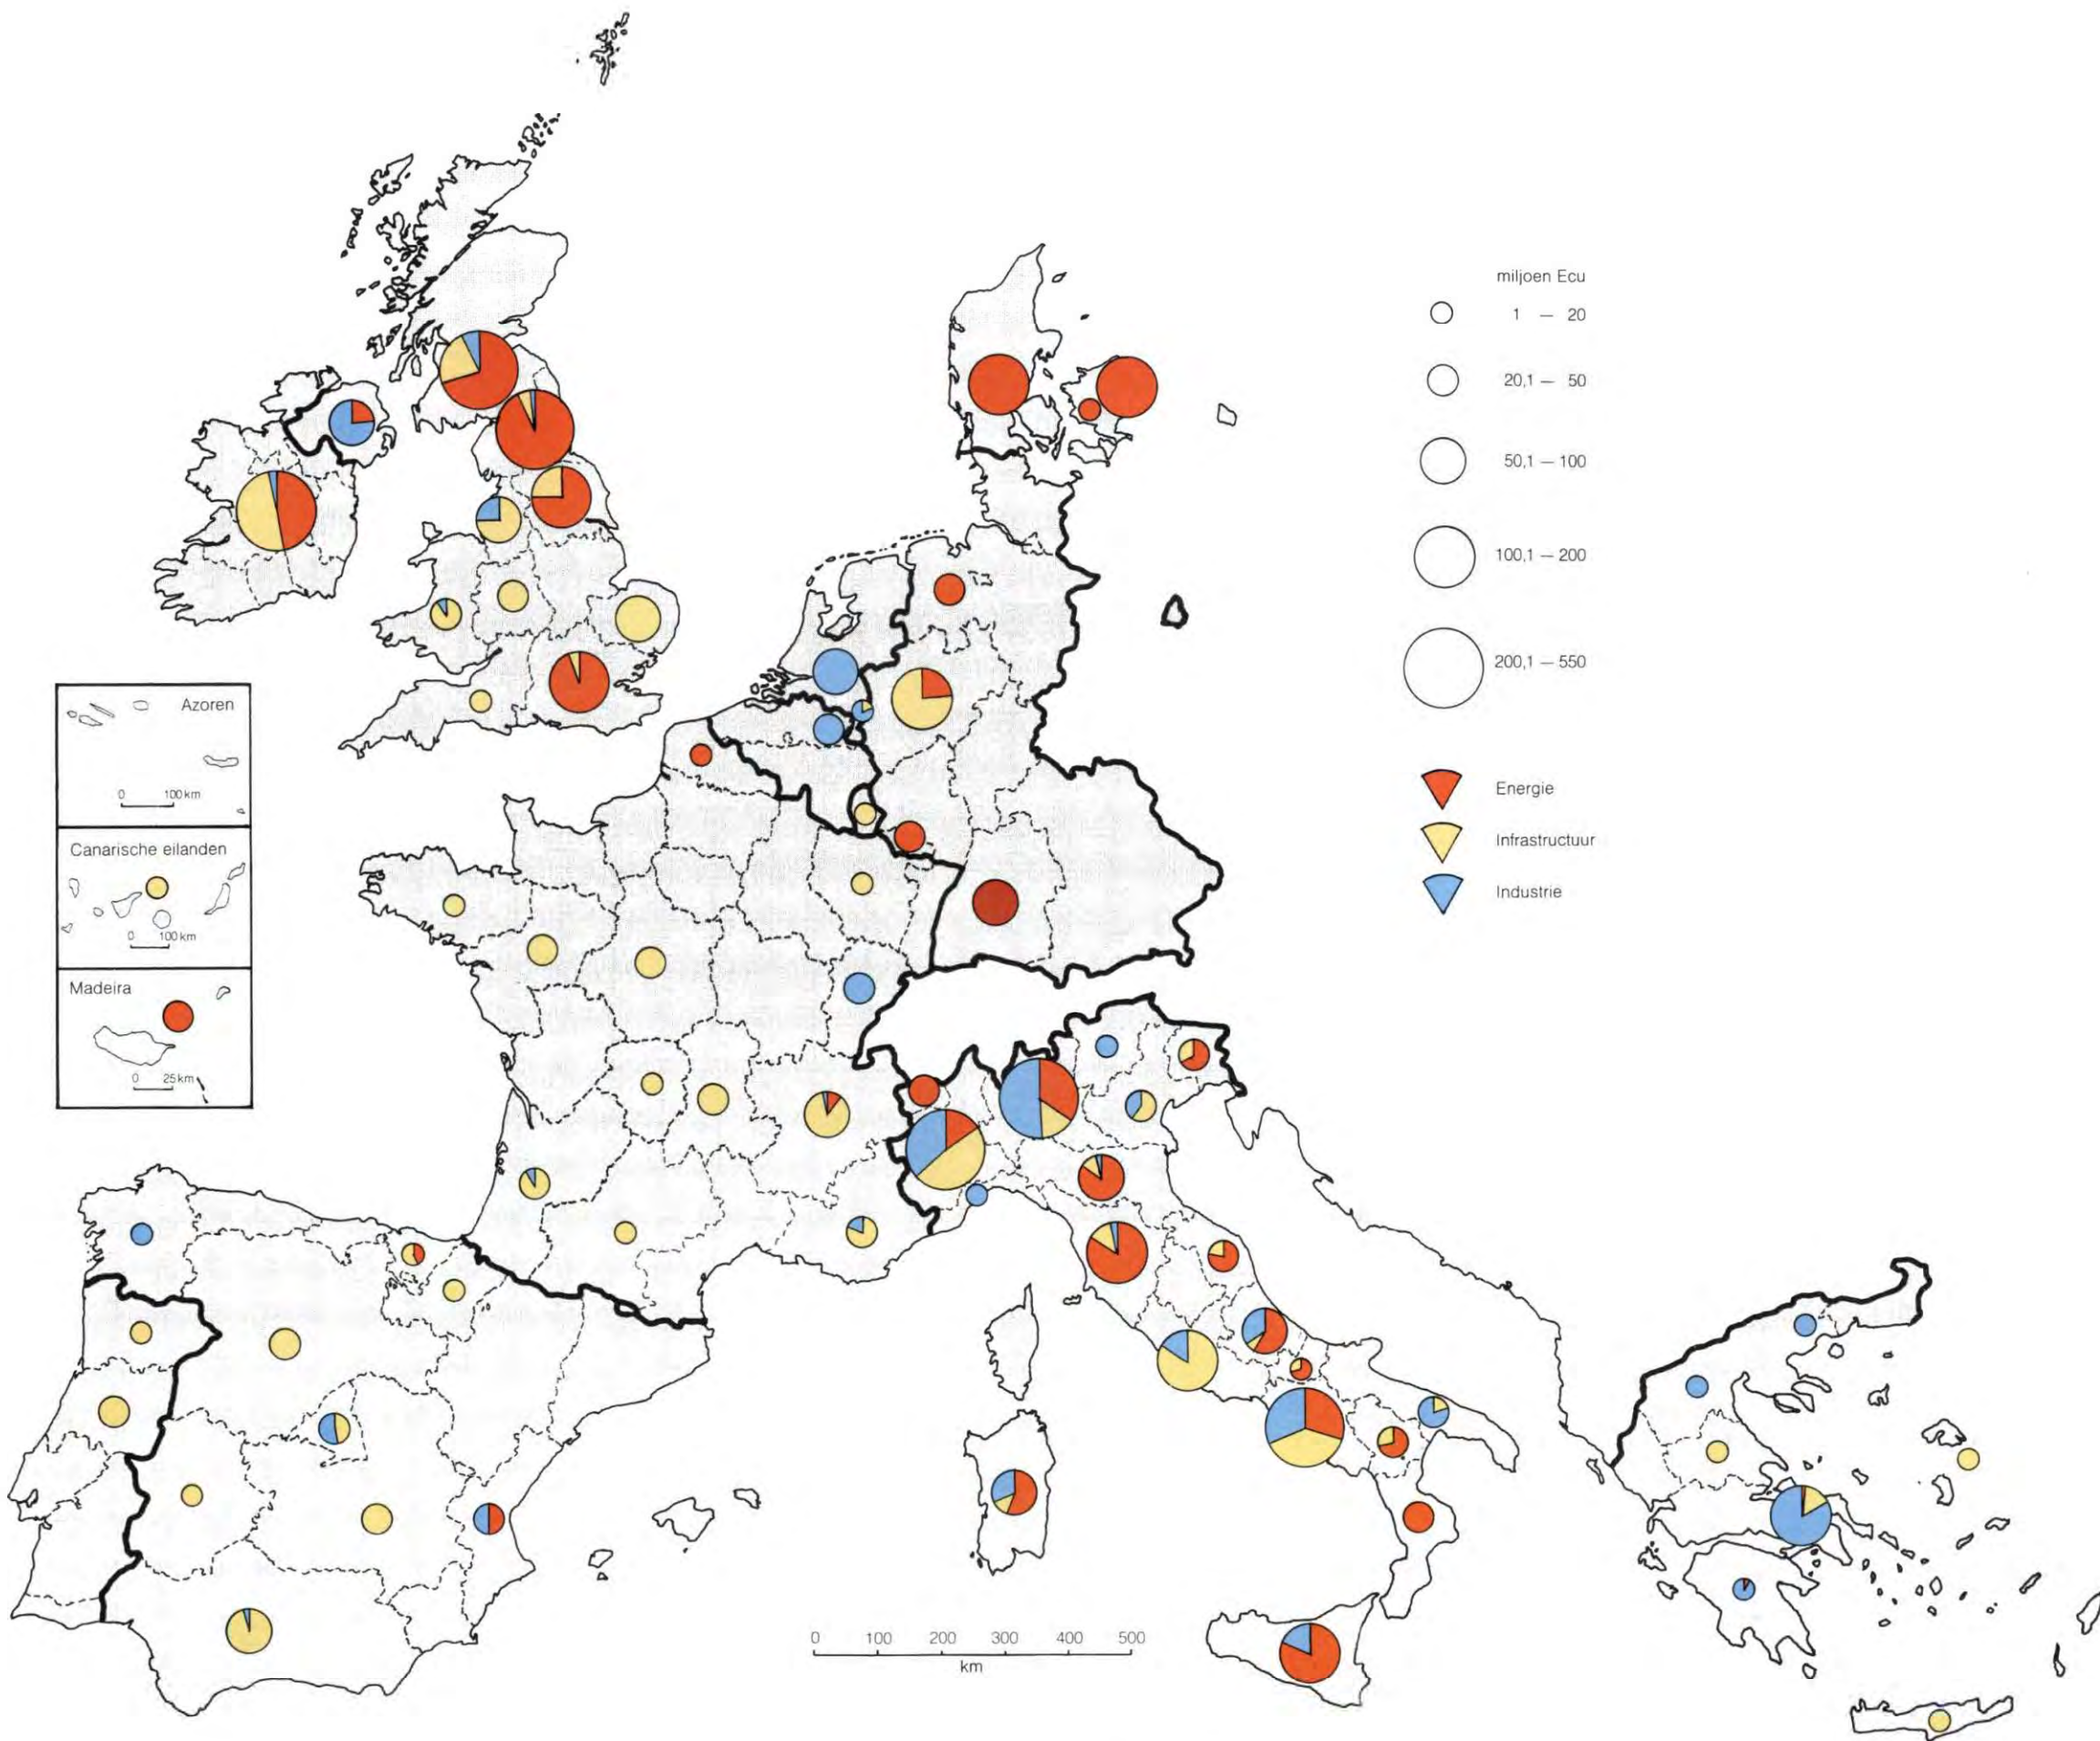 miljoen Ecu
1 — 20
20,1 — 50
50,1 — 100
100,1 — 200
200,1 — 550
Energie
Infrastructuur
Industrie
Azoren
0 100 km
Canarische eilanden
0 100 km
Madeira
0 25 km
0 100 200 300 400 500
km